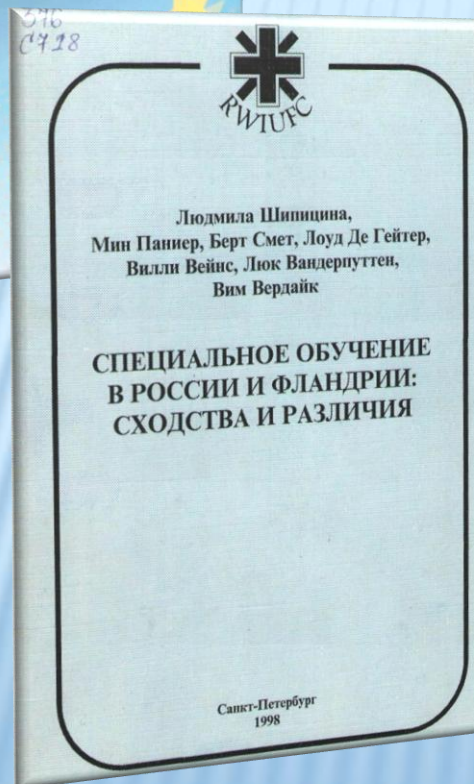 376
С718
RWIUFC
Людмила Шипицина,
Мин Паниер, Берт Смет, Лоуд Де Гейтер,
Вилли Вейнс, Люк Вандерпуттен,
Вим Вердайк
СПЕЦИАЛЬНОЕ ОБУЧЕНИЕ
В РОССИИ И ФЛАНДРИИ:
СХОДСТВА И РАЗЛИЧИЯ
Санкт-Петербург
1998